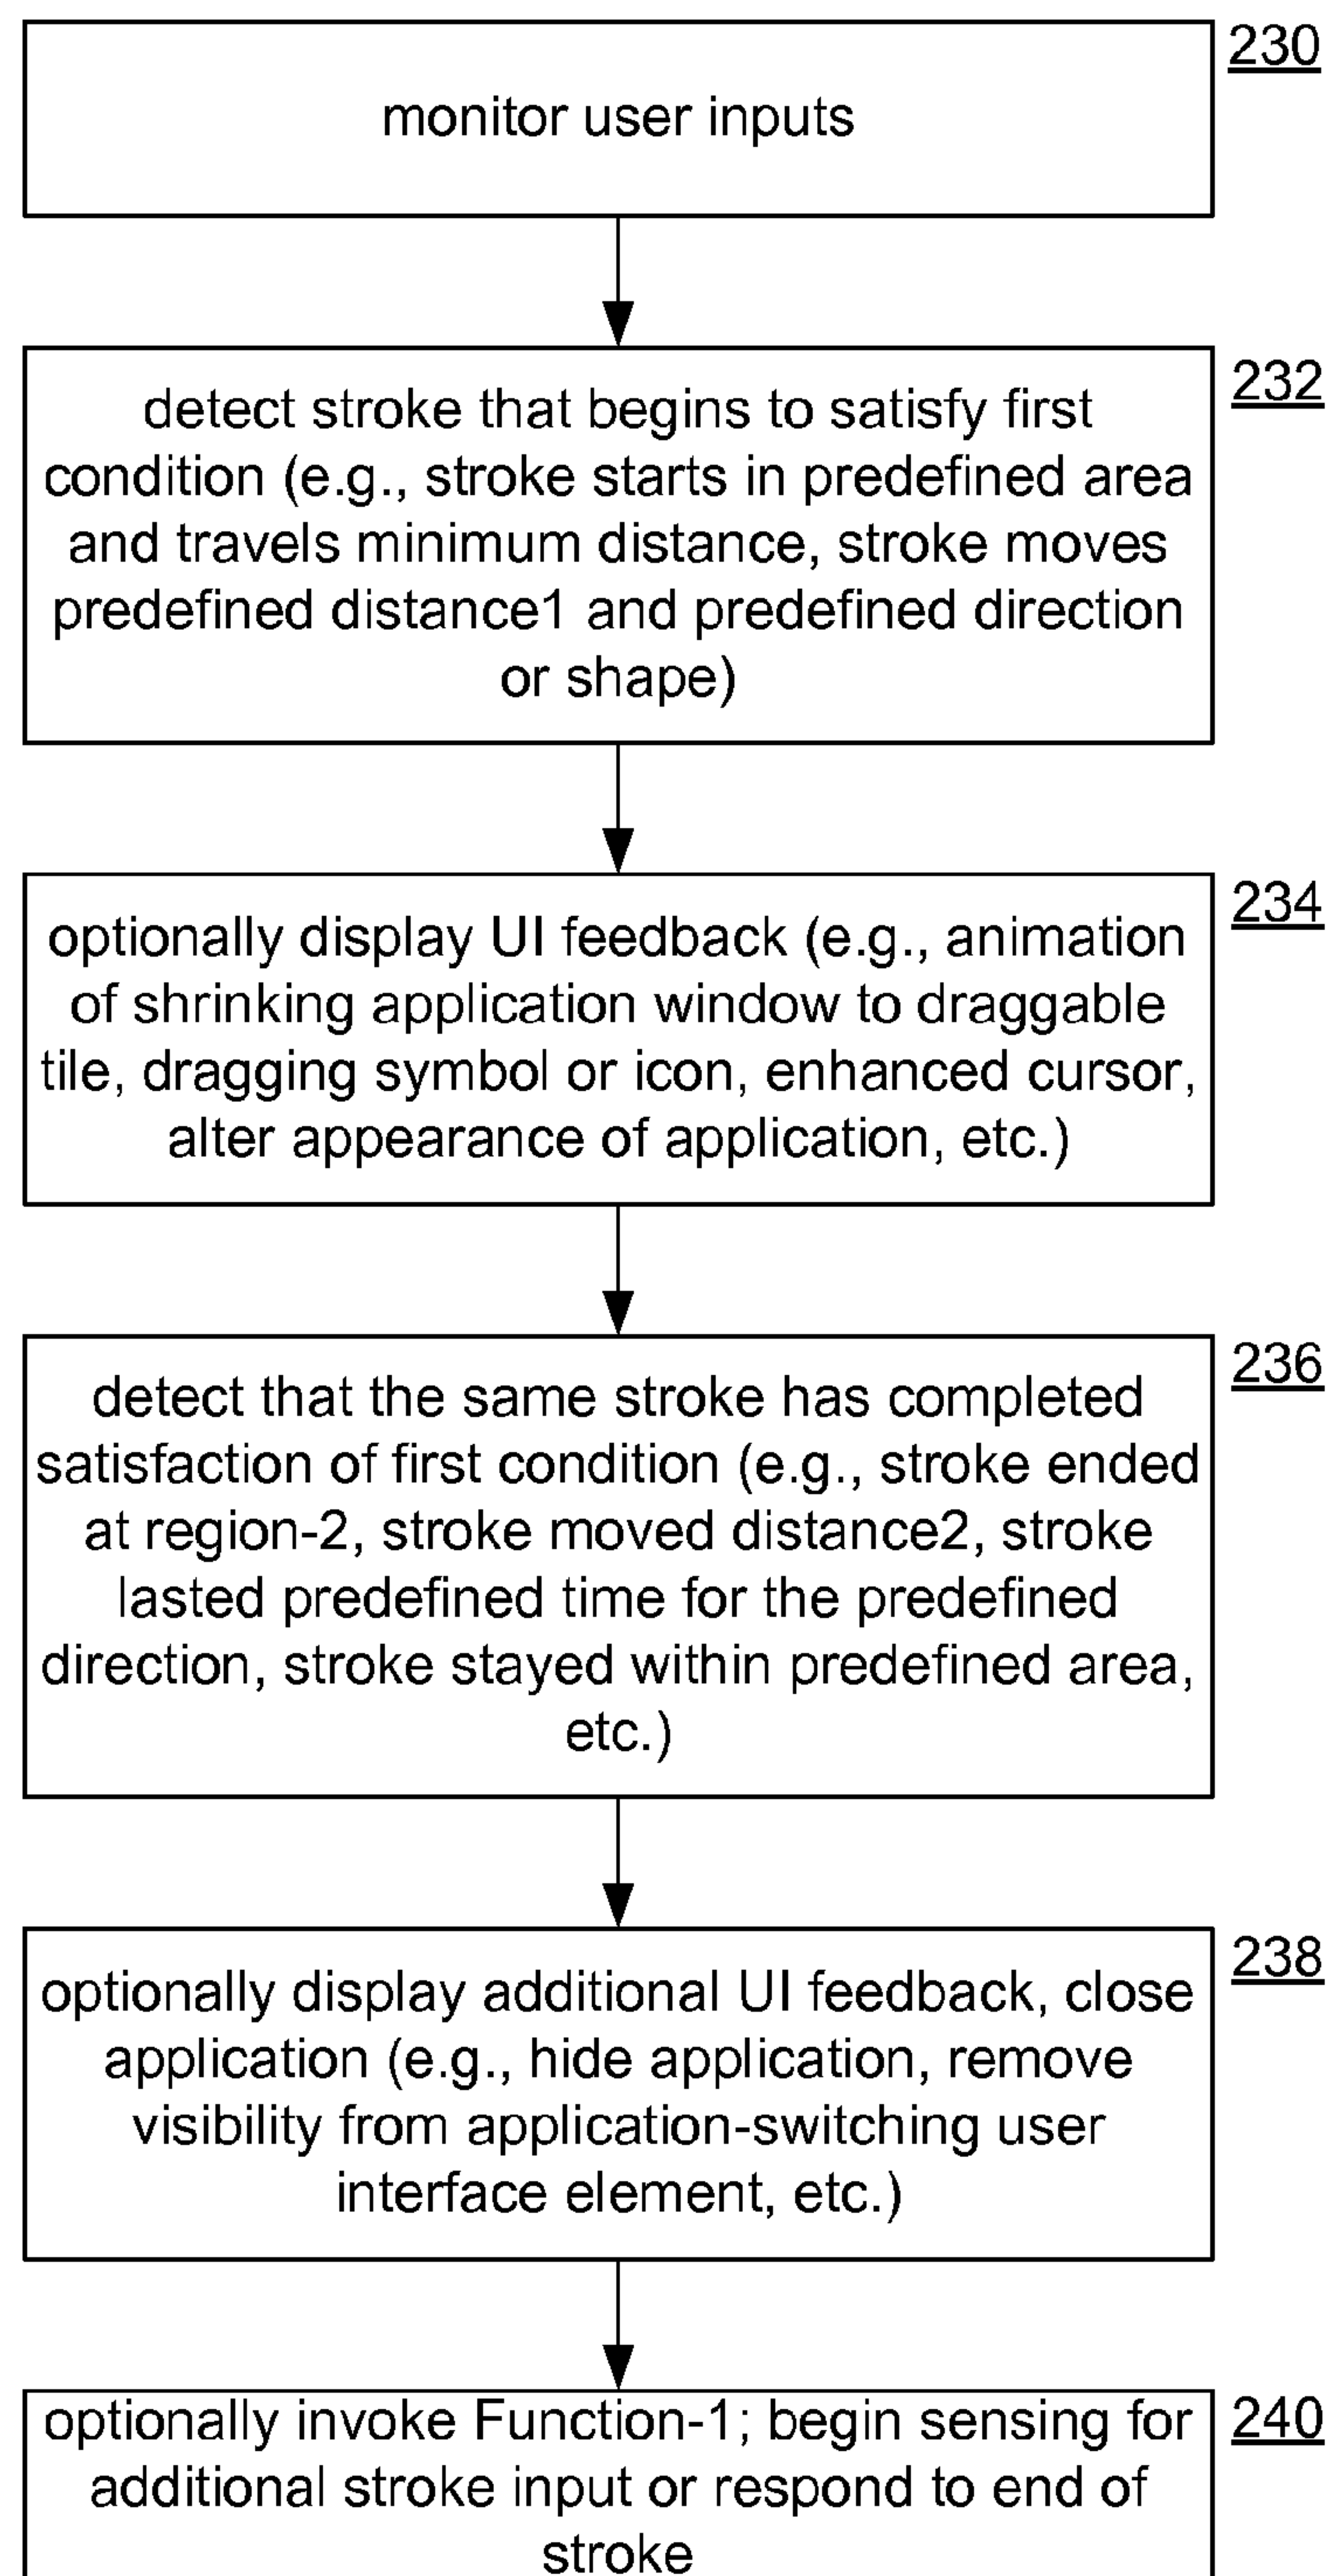 230
monitor user inputs
232
detect stroke that begins to satisfy first
condition (e.g., stroke starts in predefined area
and travels minimum distance, stroke moves
predefined distance1 and predefined direction
or shape)
234
optionally display UI feedback (e.g., animation
of shrinking application window to draggable
tile, dragging symbol or icon, enhanced cursor,
alter appearance of application, etc.)
236
detect that the same stroke has completed
satisfaction of first condition (e.g., stroke ended
at region-2, stroke moved distance2, stroke
lasted predefined time for the predefined
direction, stroke stayed within predefined area,
etc.)
238
optionally display additional UI feedback, close
application (e.g., hide application, remove
visibility from application-switching user
interface element, etc.)
240
optionally invoke Function-1; begin sensing for
additional stroke input or respond to end of
stroke